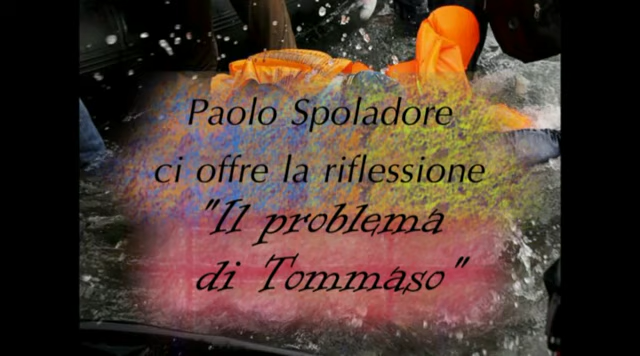 Paolo Spoladore
ci offre la riflessione
"Il problema
di Tommaso"